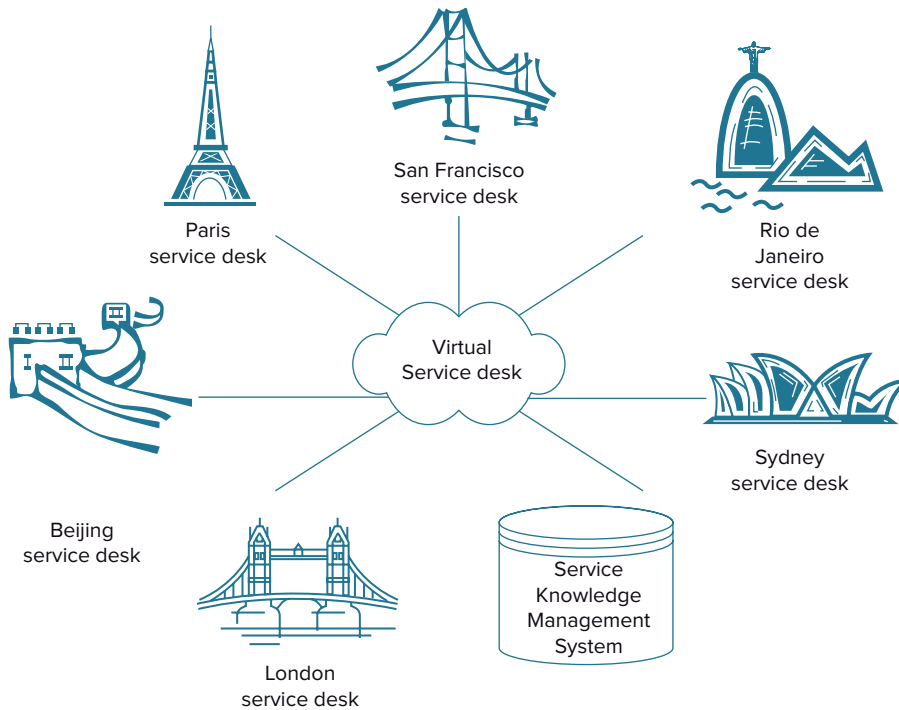 San Francisco
service desk
Paris
service desk
Rio de
Janeiro
service desk
Virtual
Service desk
Beijing
service desk
Sydney
service desk
London
service desk
Service
Knowledge
Management
System